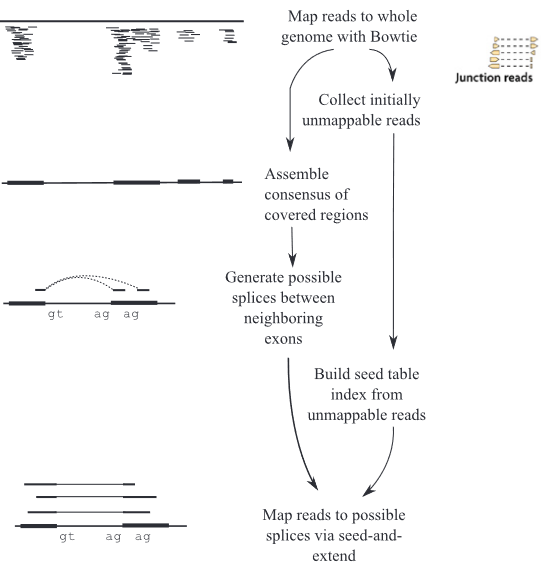 Map reads to whole
genome with Bowtie
Junction reads
Collect initially
unmappable reads
Assemble
consensus of
covered regions
Generate possible
splices between
neighboring
exons
gt ag ag
Build seed table
index from
unmappable reads
Map reads to possible
splices via seed-and-
extend
gt ag ag